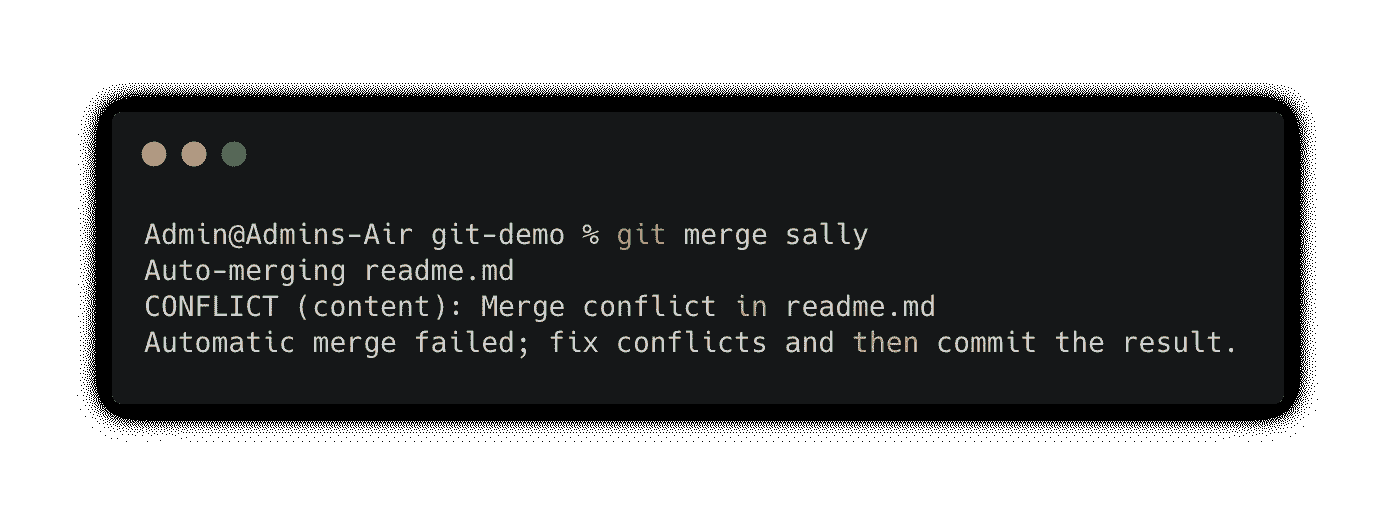 Admin@Admins-Air git-demo % git merge sally
Auto-merging readme.md
CONFLICT (content): Merge conflict in readme.md
Automatic merge failed; fix conflicts and then commit the result.